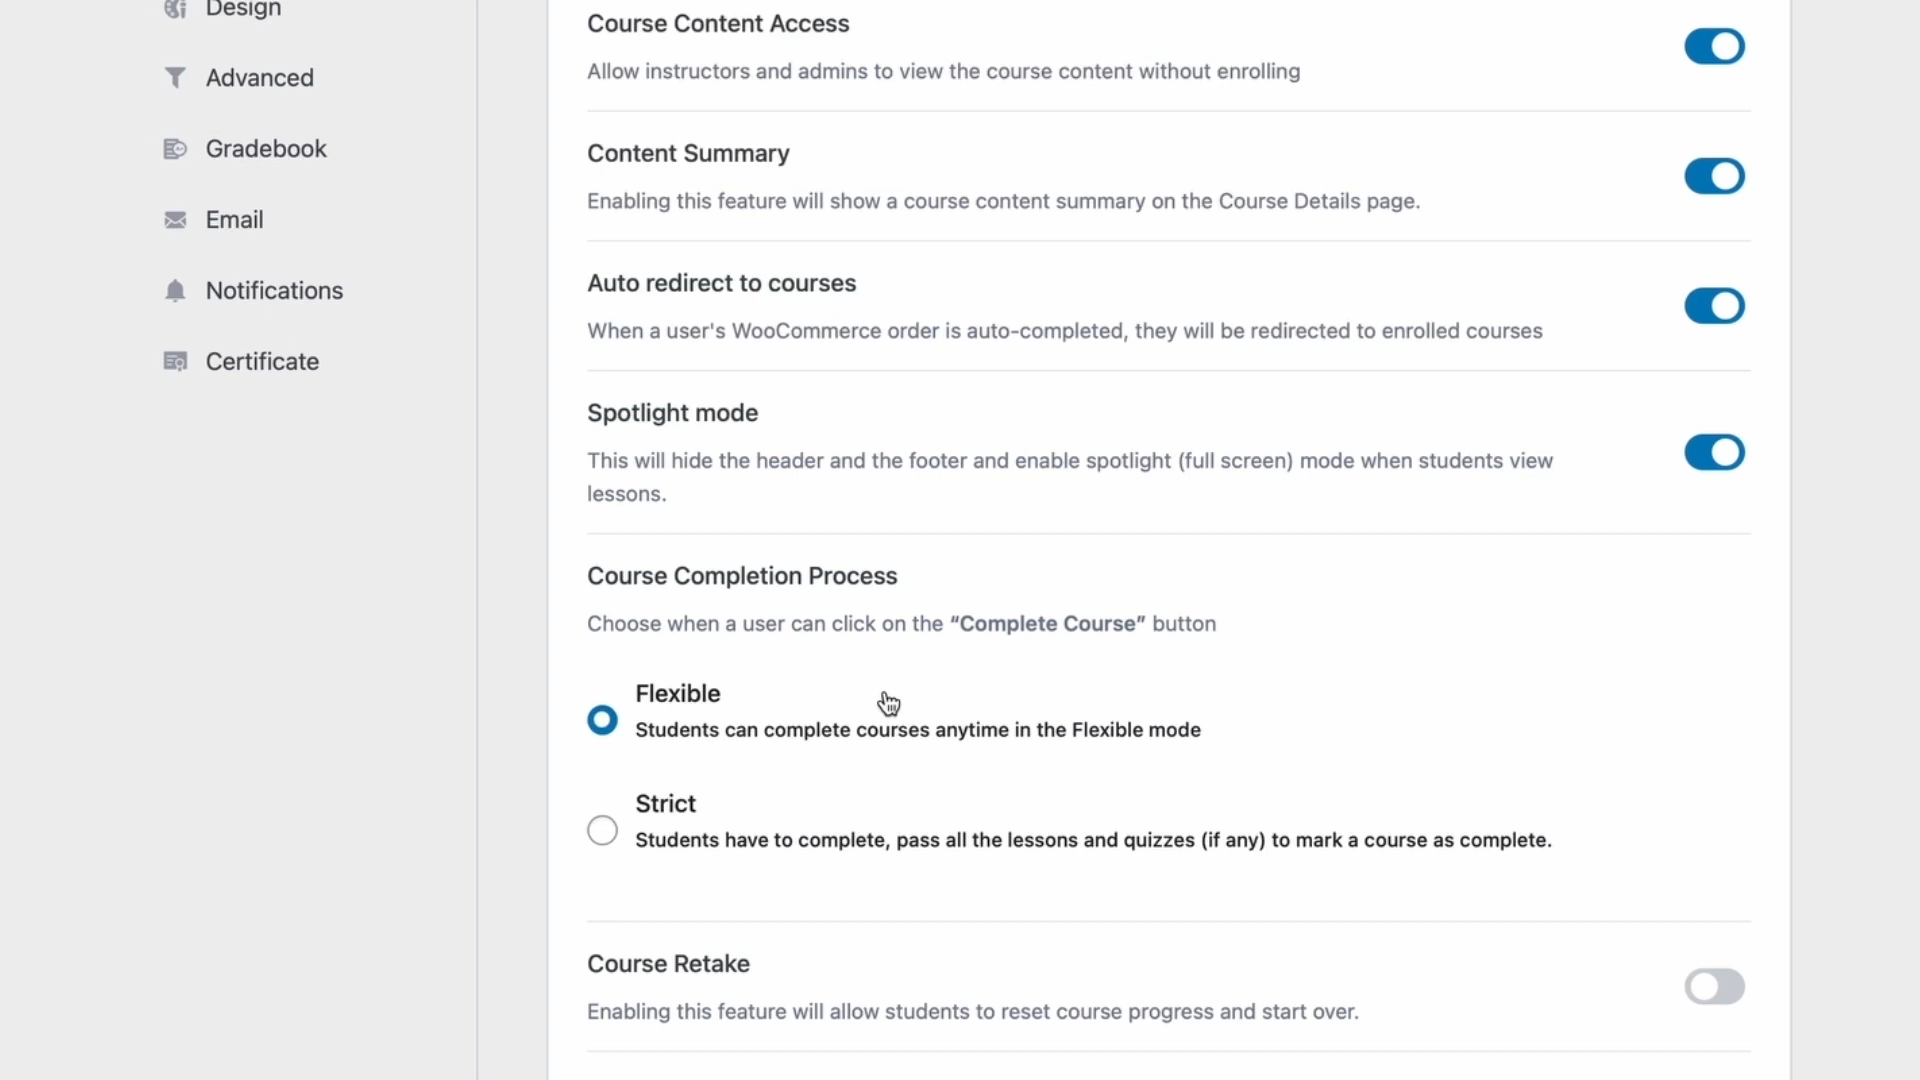 Design
Advanced
Gradebook
Email
Notifications
Certificate
Course Content Access
Allow instructors and admins to view the course content without enrolling
Content Summary
Enabling this feature will show a course content summary on the Course Details page.
Auto redirect to courses
When a user's WooCommerce order is auto-completed, they will be redirected to enrolled courses
Spotlight mode
This will hide the header and the footer and enable spotlight (full screen) mode when students view
lessons.
Course Completion Process
Choose when a user can click on the “Complete Course” button
Flexible
Students can complete courses anytime in the Flexible mode
Strict
Students have to complete, pass all the lessons and quizzes (if any) to mark a course as complete.
Course Retake
Enabling this feature will allow students to reset course progress and start over.